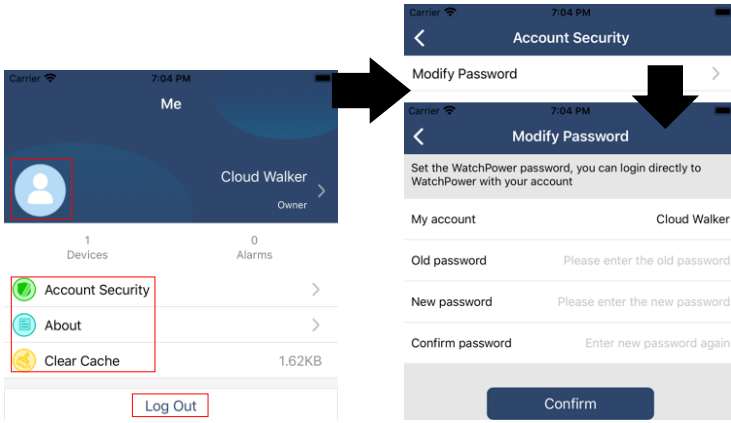 Carrier 7:04 PM
Me
Cloud Walker
Owner
1 0
Devices Alarms
Account Security
About
Clear Cache 1.62KB
Log Out
Carrier 7:04 PM
Account Security
Modify Password
Carrier 7:04 PM
Modify Password
Set the WatchPower password, you can login directly to
WatchPower with your account
My account Cloud Walker
Old password Please enter the old password
New password Please enter the new password
Confirm password Enter new password again
Confirm